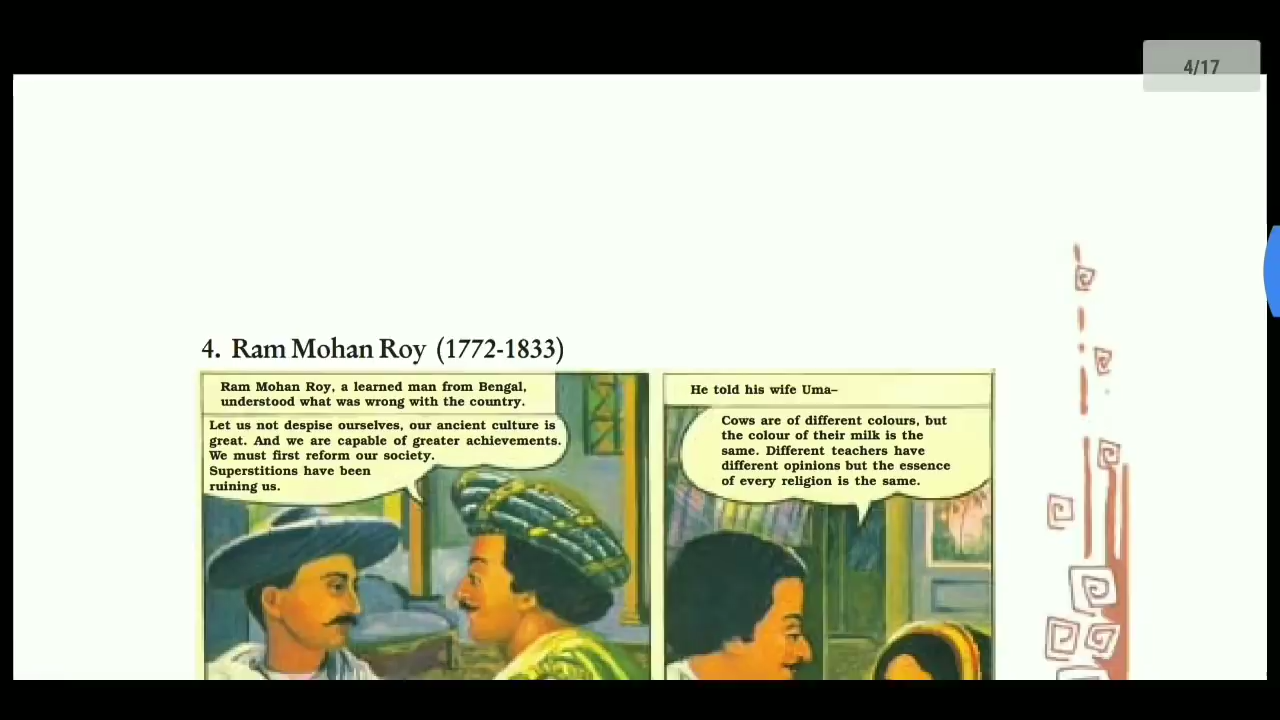 4/17
4. Ram Mohan Roy (1772-1833)
Ram Mohan Roy, a learned man from Bengal,
understood what was wrong with the country.
Let us not despise ourselves, our ancient culture is
great. And we are capable of greater achievements.
We must first reform our society.
Superstitions have been
ruining us.
He told his wife Uma–
Cows are of different colours, but
the colour of their milk is the
same. Different teachers have
different opinions but the essence
of every religion is the same.